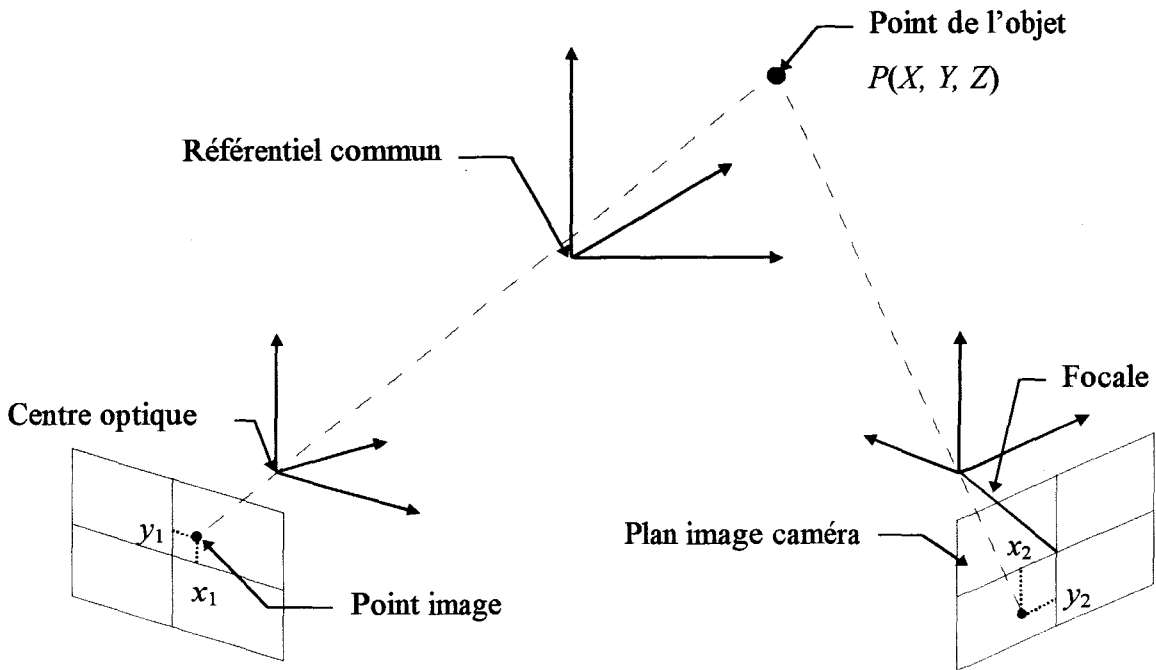 Point de l'objet
P(X, Y, Z)
Référentiel commun
Focale
Centre optique
Plan image caméra
y1
x2
x1
y2
Point image